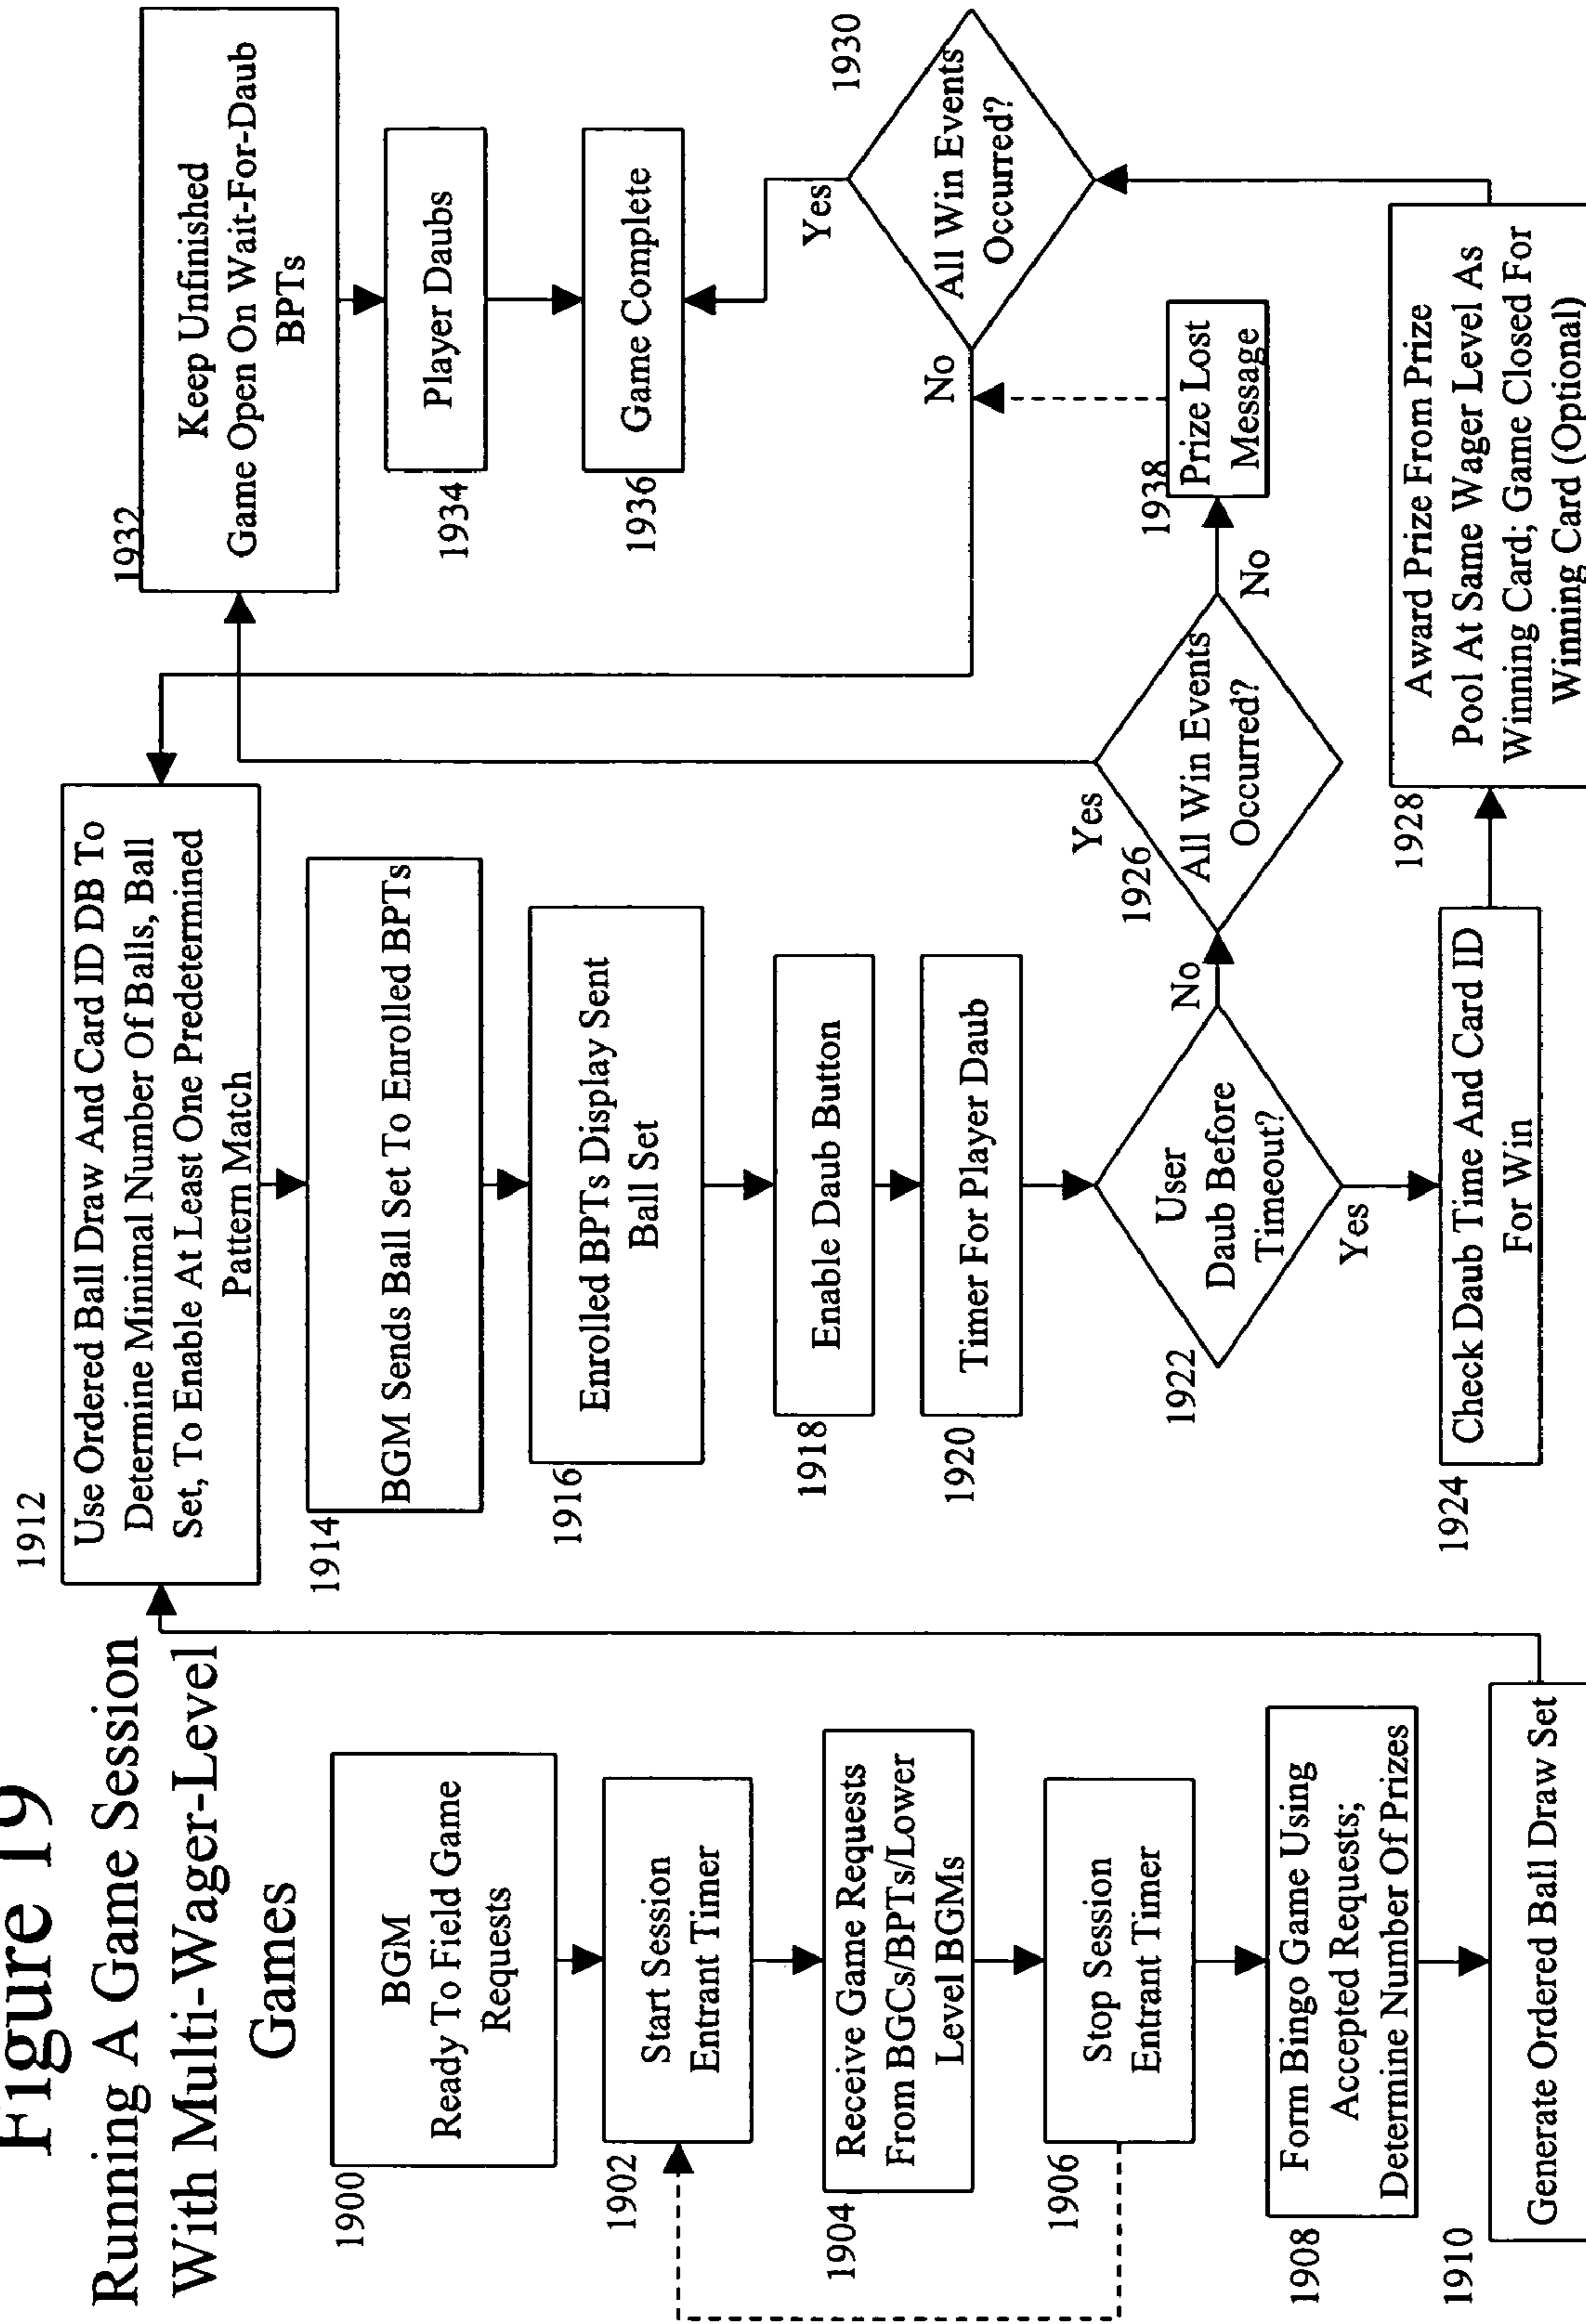 Figure 19
Running A Game Session
With Multi-Wager-Level
Games
1900
BGM
Ready To Field Game
Requests
1902
Start Session
Entrant Timer
1904
Receive Game Requests
From BGCs/BPTs/Lower
Level BGMs
1906
Stop Session
Entrant Timer
1908
Form Bingo Game Using
Accepted Requests;
Determine Number Of Prizes
1910
Generate Ordered Ball Draw Set
1912
Use Ordered Ball Draw And Card ID DB To
Determine Minimal Number Of Balls, Ball
Set, To Enable At Least One Predetermined
Pattern Match
1914
BGM Sends Ball Set To Enrolled BPTs
1916
Enrolled BPTs Display Sent
Ball Set
1918
Enable Daub Button
1920
Timer For Player Daub
1922
User
Daub Before
Timeout?
No
Yes
1924
Check Daub Time And Card ID
For Win
1926
All Win Events
Occurred?
Yes
No
1928
Award Prize From Prize
Pool At Same Wager Level As
Winning Card; Game Closed For
Winning Card (Optional)
1930
All Win Events
Occurred?
Yes
No
1932
Keep Unfinished
Game Open On Wait-For-Daub
BPTs
1934
Player Daubs
1936
Game Complete
1938
Prize Lost
Message